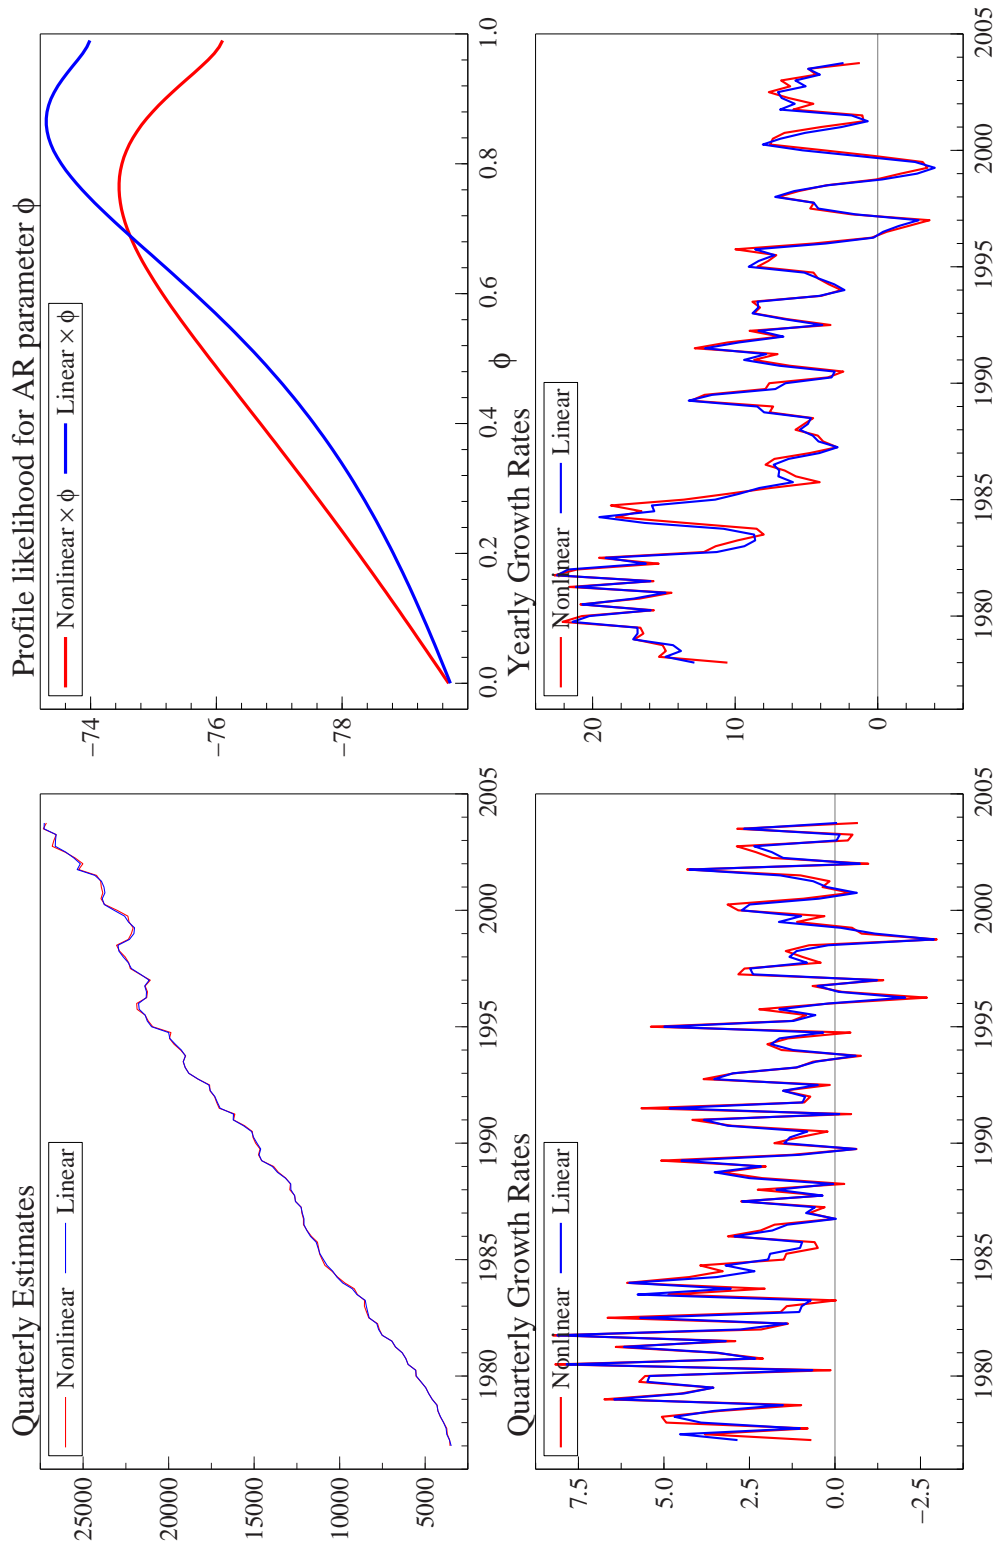 Quarterly Estimates
Nonlinear Linear
25000
20000
15000
10000
5000
1980 1985 1990 1995 2000 2005
Profile likelihood for AR parameter ϕ
Nonlinear × ϕ Linear × ϕ
−74
−76
−78
0.0 0.2 0.4 0.6 0.8 1.0
ϕ
Quarterly Growth Rates
Nonlinear Linear
7.5
5.0
2.5
0.0
−2.5
1980 1985 1990 1995 2000 2005
Yearly Growth Rates
Nonlinear Linear
20
10
0
1980 1985 1990 1995 2000 2005